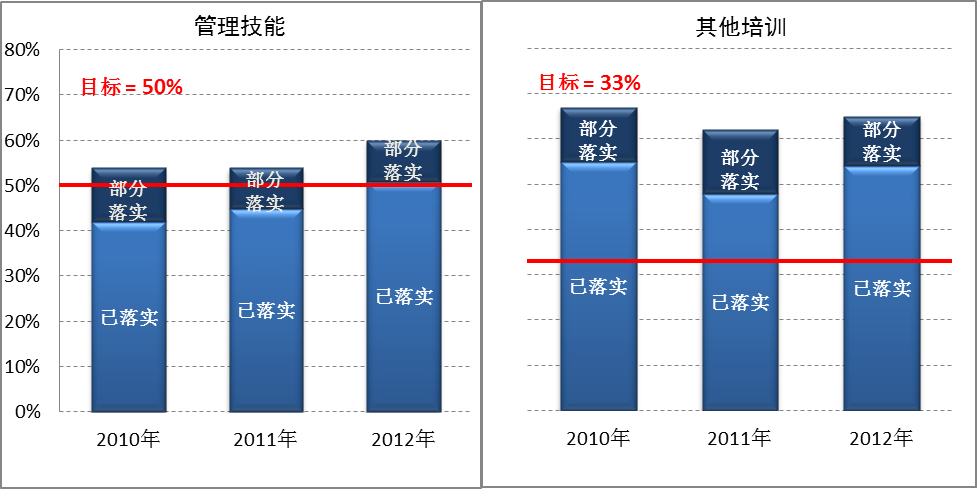 管理技能
80%
70%
60%
50%
40%
30%
20%
10%
0%
目标 = 50%
部分
落实
部分
落实
部分
落实
已落实
已落实
已落实
2010年
2011年
2012年
其他培训
目标 = 33%
部分
落实
部分
落实
部分
落实
已落实
已落实
已落实
2010年
2011年
2012年